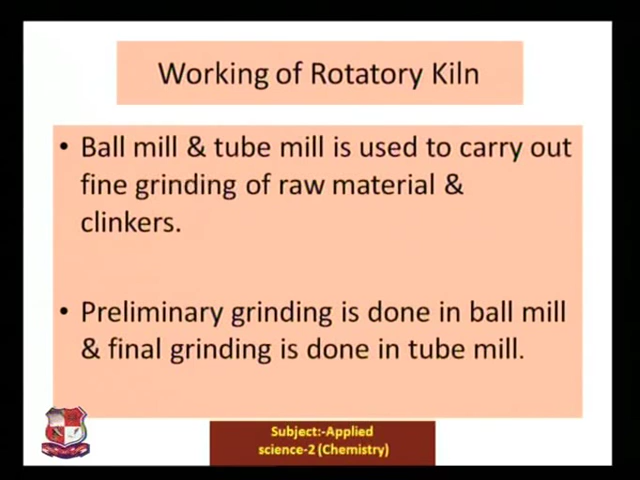 Working of Rotatory Kiln
• Ball mill & tube mill is used to carry out
fine grinding of raw material &
clinkers.
• Preliminary grinding is done in ball mill
& final grinding is done in tube mill.
Subject:-Applied
science-2 (Chemistry)